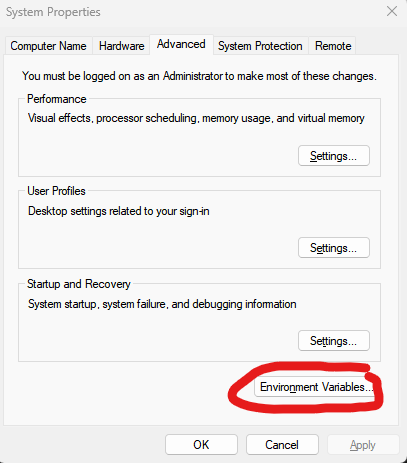 System Properties
Computer Name Hardware Advanced System Protection Remote
You must be logged on as an Administrator to make most of these changes.
Performance
Visual effects, processor scheduling, memory usage, and virtual memory
Settings...
User Profiles
Desktop settings related to your sign-in
Settings...
Startup and Recovery
System startup, system failure, and debugging information
Settings...
Environment Variables...
OK Cancel Apply